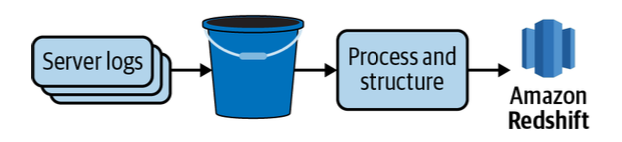 Server logs
Process and
structure
Amazon
Redshift